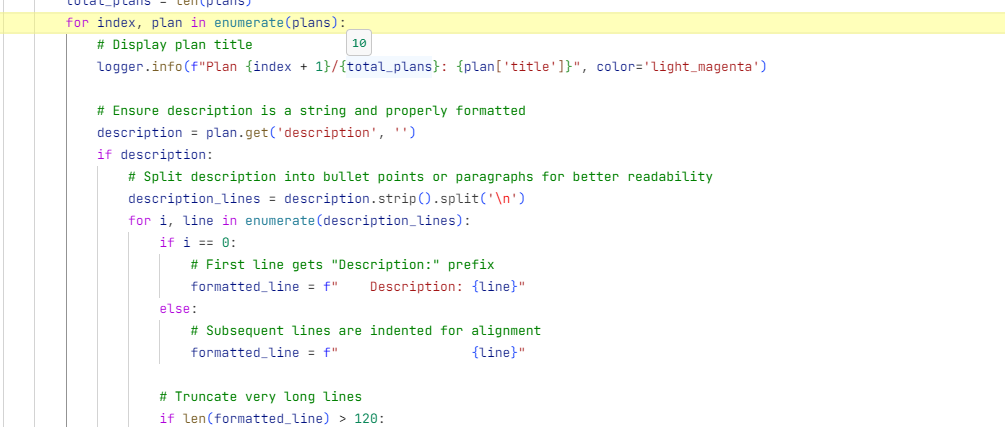 total_plans = len(plans)
for index, plan in enumerate(plans):
# Display plan title
10
logger.info(f"Plan {index + 1}/{total_plans}: {plan['title']}", color='light_magenta')
# Ensure description is a string and properly formatted
description = plan.get('description', '')
if description:
# Split description into bullet points or paragraphs for better readability
description_lines = description.strip().split('\n')
for i, line in enumerate(description_lines):
if i == 0:
# First line gets "Description:" prefix
formatted_line = f"    Description: {line}"
else:
# Subsequent lines are indented for alignment
formatted_line = f"                 {line}"
# Truncate very long lines
if len(formatted_line) > 120: